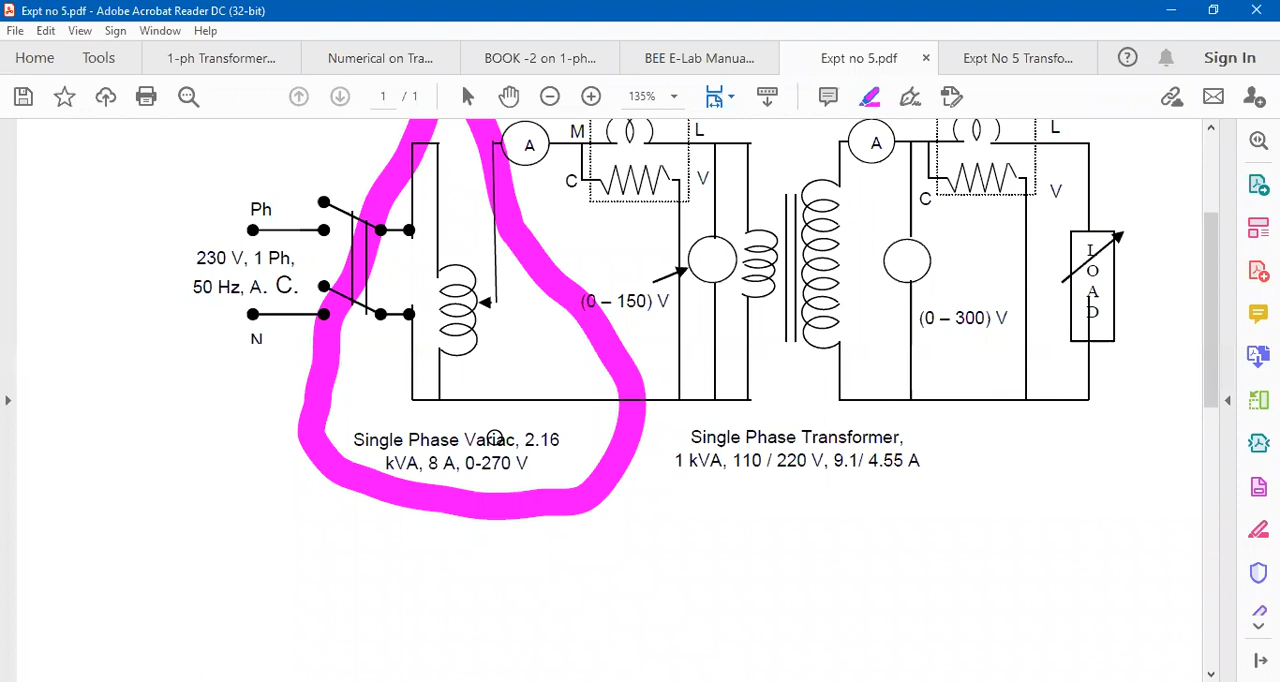 Expt no 5.pdf - Adobe Acrobat Reader DC (32-bit)
File Edit View Sign Window Help
Home Tools 1-ph Transformer... Numerical on Tra... BOOK -2 on 1-ph... BEE E-Lab Manua... Expt no 5.pdf × Expt No 5 Transfo... Sign In
1 / 1 135%
A M L A L
C V C V
Ph
230 V, 1 Ph,
50 Hz, A. C.
N
(0 – 150) V
(0 – 300) V
L
O
A
D
Single Phase Variac, 2.16
kVA, 8 A, 0-270 V
Single Phase Transformer,
1 kVA, 110 / 220 V, 9.1/ 4.55 A